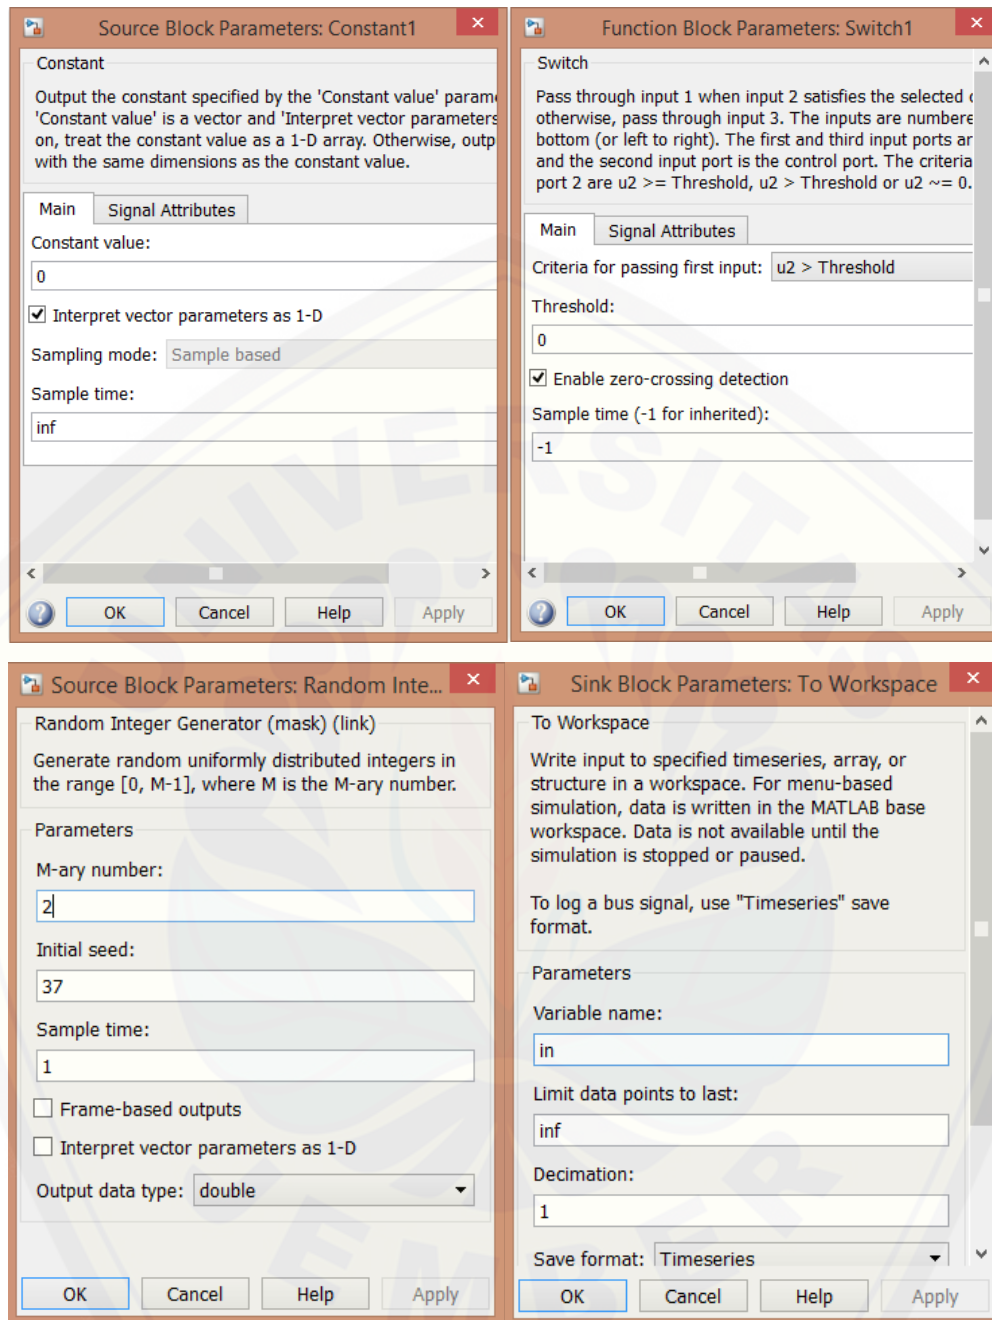 Source Block Parameters: Constant1
Constant
Output the constant specified by the 'Constant value' param
'Constant value' is a vector and 'Interpret vector parameters
on, treat the constant value as a 1-D array. Otherwise, outp
with the same dimensions as the constant value.
Main Signal Attributes
Constant value:
0
Interpret vector parameters as 1-D
Sampling mode: Sample based
Sample time:
inf
OK Cancel Help Apply
Function Block Parameters: Switch1
Switch
Pass through input 1 when input 2 satisfies the selected c
otherwise, pass through input 3. The inputs are numbere
bottom (or left to right). The first and third input ports ar
and the second input port is the control port. The criteria
port 2 are u2 >= Threshold, u2 > Threshold or u2 ~= 0.
Main Signal Attributes
Criteria for passing first input: u2 > Threshold
Threshold:
0
Enable zero-crossing detection
Sample time (-1 for inherited):
-1
OK Cancel Help Apply
Source Block Parameters: Random Inte...
Random Integer Generator (mask) (link)
Generate random uniformly distributed integers in
the range [0, M-1], where M is the M-ary number.
Parameters
M-ary number:
2
Initial seed:
37
Sample time:
1
Frame-based outputs
Interpret vector parameters as 1-D
Output data type: double
OK Cancel Help Apply
Sink Block Parameters: To Workspace
To Workspace
Write input to specified timeseries, array, or
structure in a workspace. For menu-based
simulation, data is written in the MATLAB base
workspace. Data is not available until the
simulation is stopped or paused.
To log a bus signal, use "Timeseries" save
format.
Parameters
Variable name:
in
Limit data points to last:
inf
Decimation:
1
Save format: Timeseries
OK Cancel Help Apply
UNIVERSITAS
JEMBER